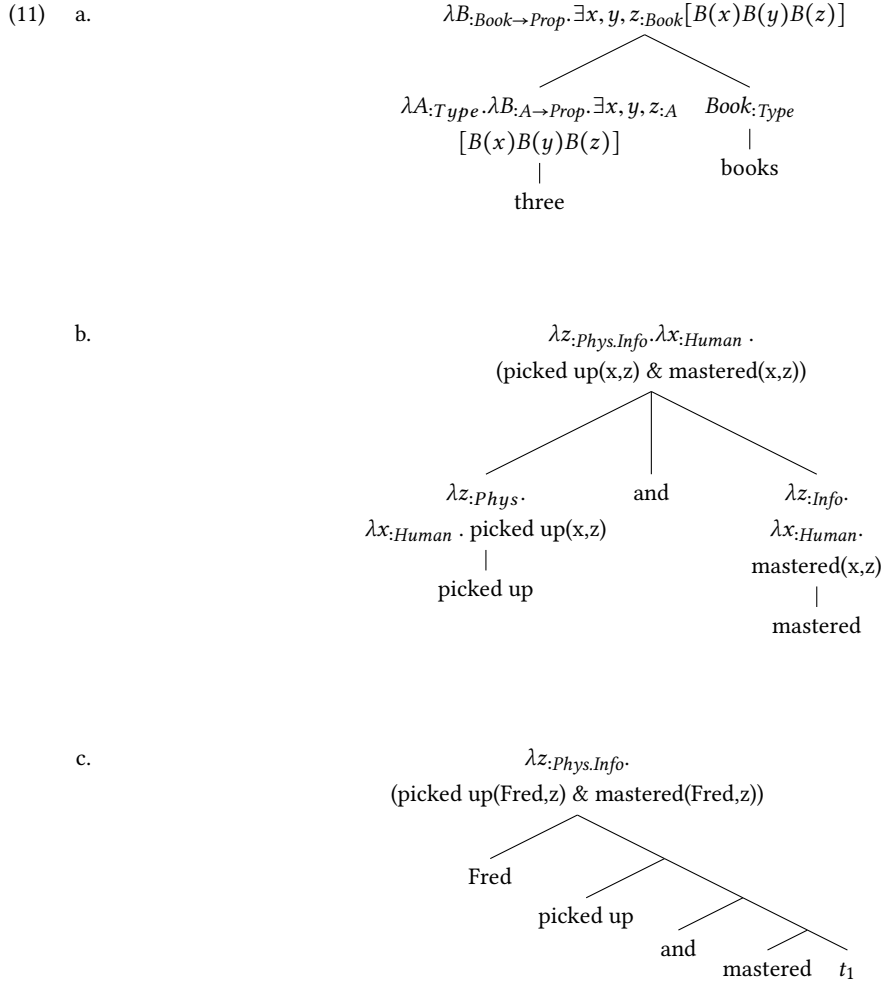 (11) a. λB:Book→Prop.∃x, y, z:Book[B(x)B(y)B(z)]
λA:Type.λB:A→Prop.∃x, y, z:A Book:Type
[B(x)B(y)B(z)]
books
three
b. λz:Phys.Info.λx:Human .
(picked up(x,z) & mastered(x,z))
λz:Phys. and λz:Info.
λx:Human . picked up(x,z) λx:Human.
mastered(x,z)
picked up
mastered
c. λz:Phys.Info.
(picked up(Fred,z) & mastered(Fred,z))
Fred
picked up
and
mastered t1